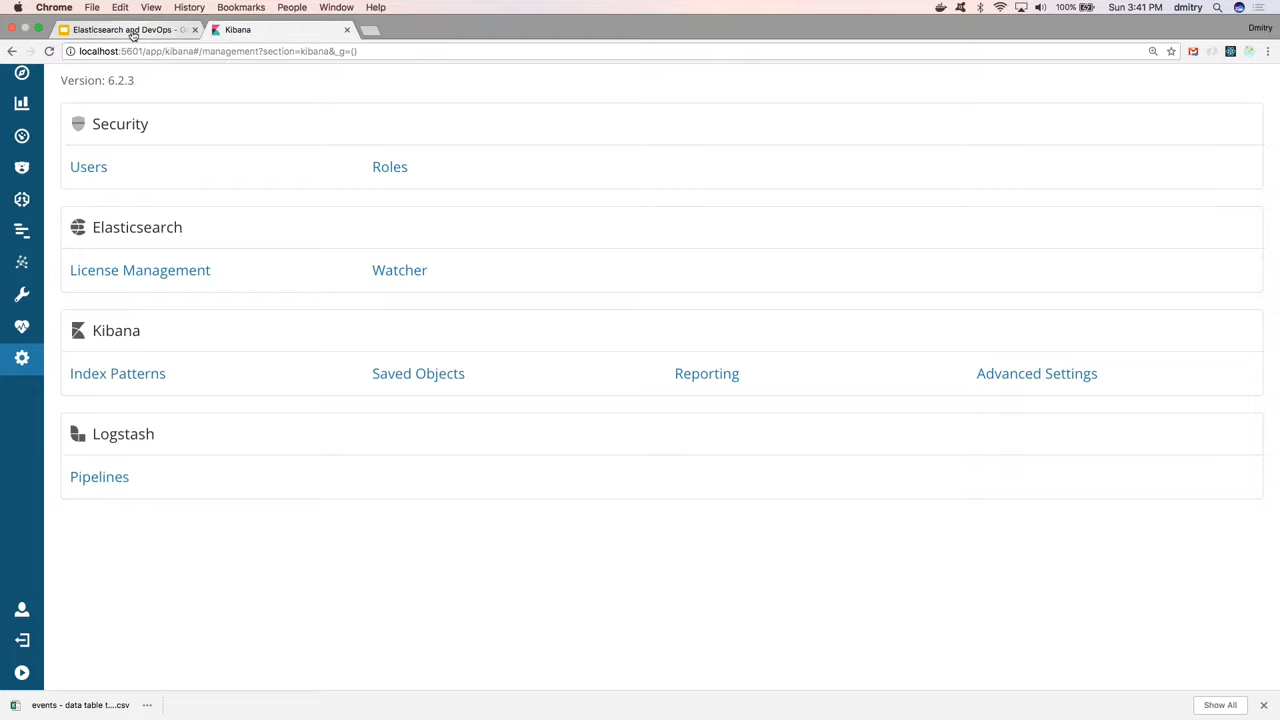 Chrome File Edit View History Bookmarks People Window Help 100% Sun 3:41 PM dmitry
Elasticsearch and DevOps - Kibana Dmitry
localhost:5601/app/kibana#/management?section=kibana&_g=()
Version: 6.2.3
Security
Users Roles
Elasticsearch
License Management Watcher
Kibana
Index Patterns Saved Objects Reporting Advanced Settings
Logstash
Pipelines
events - data table t....csv Show All